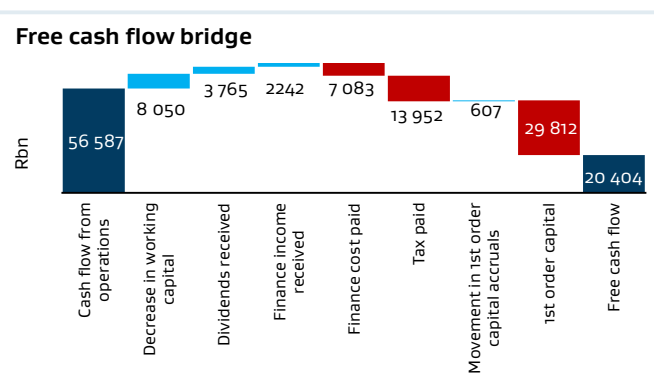 Free cash flow bridge
Rbn
56 587
8 050
3 765
2242
7 083
13 952
607
29 812
20 404
Cash flow from
operations
Decrease in working
capital
Dividends received
Finance income
received
Finance cost paid
Tax paid
Movement in 1st order
capital accruals
1st order capital
Free cash flow